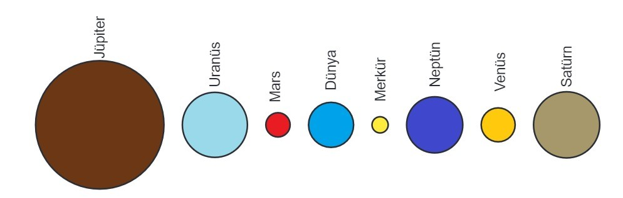 Jüpiter
Uranüs
Mars
Dünya
Merkür
Neptün
Venüs
Satürn